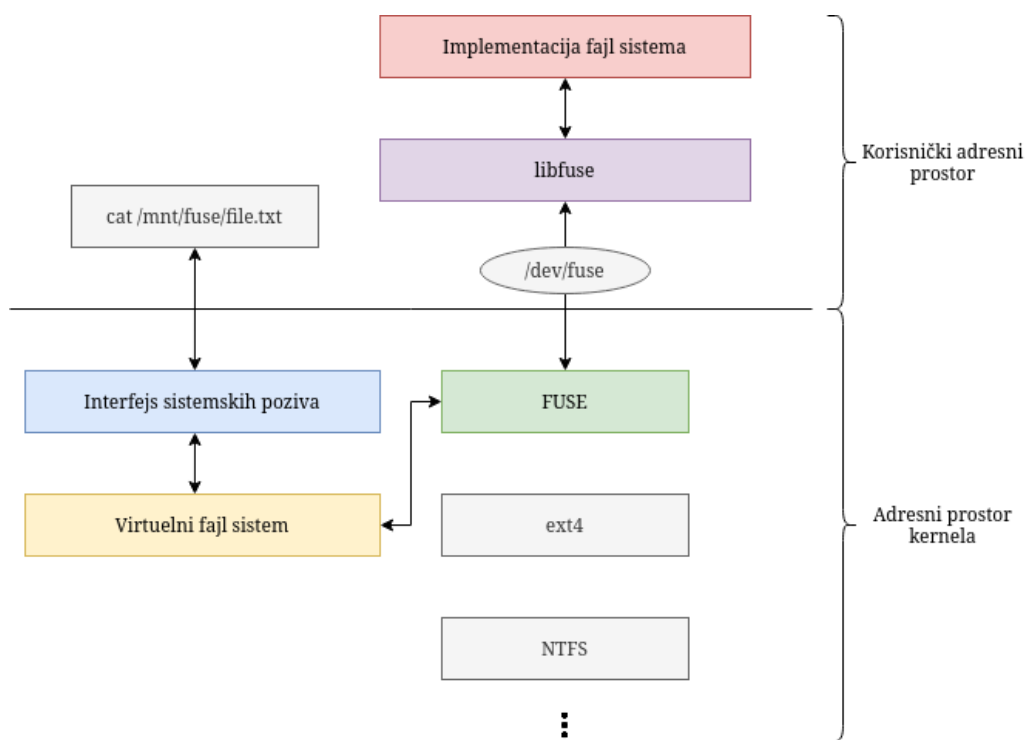 Implementacija fajl sistema
libfuse
Korisnički adresni
prostor
cat /mnt/fuse/file.txt
/dev/fuse
Interfejs sistemskih poziva
FUSE
Virtuelni fajl sistem
ext4
Adresni prostor
kernela
NTFS